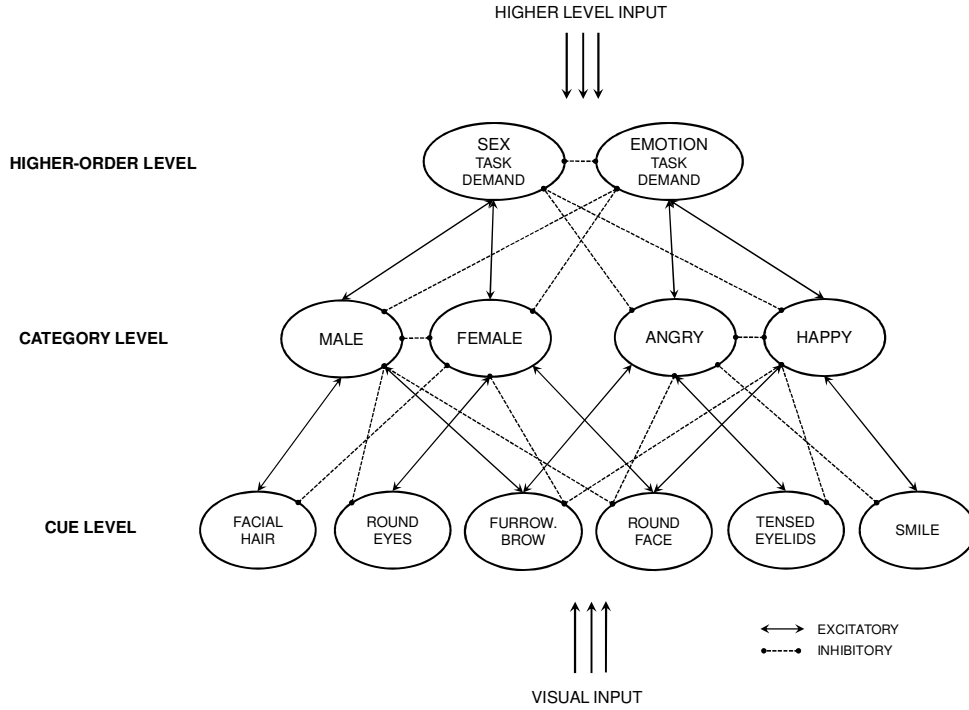 HIGHER LEVEL INPUT
HIGHER-ORDER LEVEL
SEX
TASK
DEMAND
EMOTION
TASK
DEMAND
CATEGORY LEVEL
MALE
FEMALE
ANGRY
HAPPY
CUE LEVEL
FACIAL
HAIR
ROUND
EYES
FURROW.
BROW
ROUND
FACE
TENSED
EYELIDS
SMILE
EXCITATORY
INHIBITORY
VISUAL INPUT